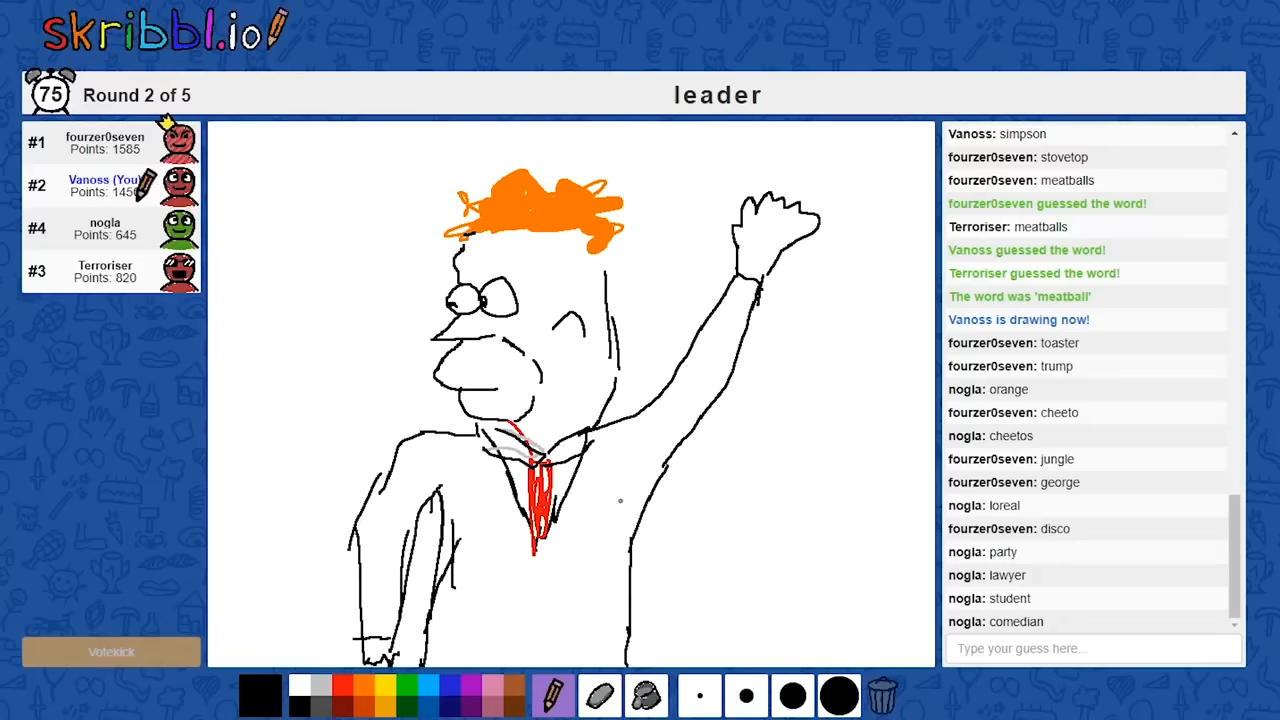 skribbl.io
75 Round 2 of 5
leader
#1 fourzer0seven
Points: 1585
#2 Vanoss (You)
Points: 1450
#4 nogla
Points: 645
#3 Terroriser
Points: 820
Votekick
Vanoss: simpson
fourzer0seven: stovetop
fourzer0seven: meatballs
fourzer0seven guessed the word!
Terroriser: meatballs
Vanoss guessed the word!
Terroriser guessed the word!
The word was 'meatball'
Vanoss is drawing now!
fourzer0seven: toaster
fourzer0seven: trump
nogla: orange
fourzer0seven: cheeto
nogla: cheetos
fourzer0seven: jungle
fourzer0seven: george
nogla: loreal
fourzer0seven: disco
nogla: party
nogla: lawyer
nogla: student
nogla: comedian
Type your guess here...